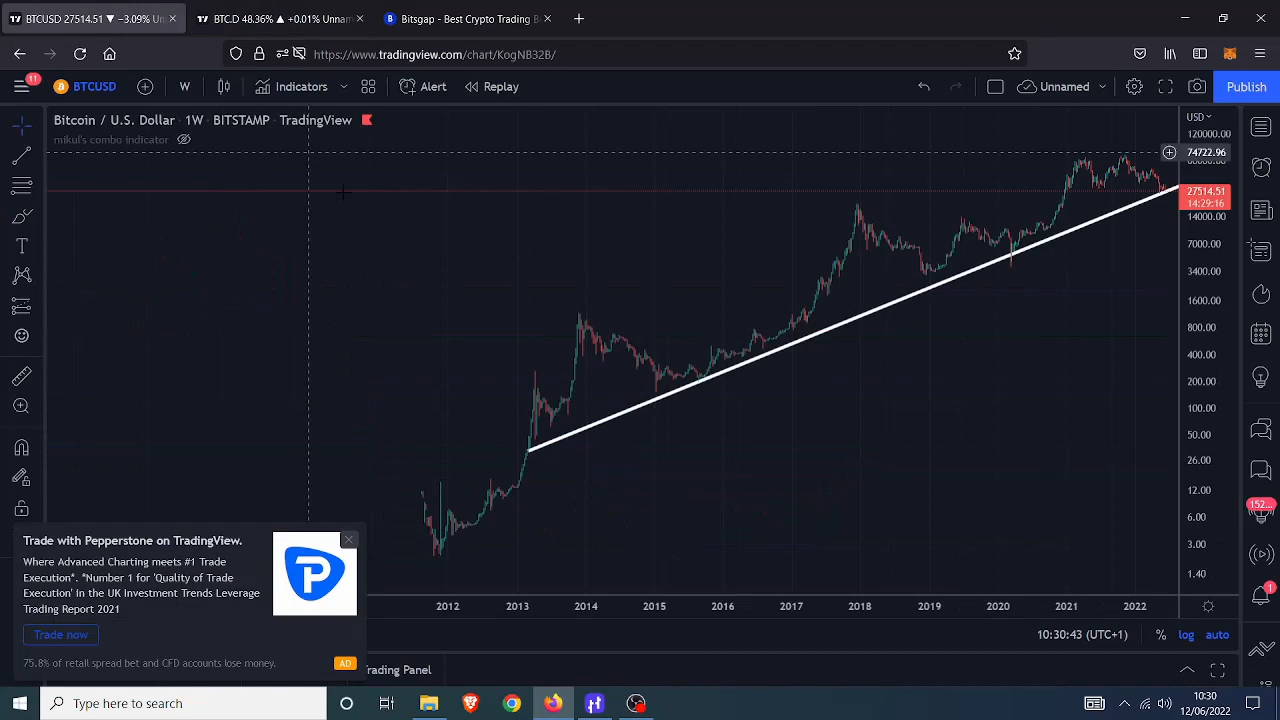 BTCUSD 27514.51 ▼ −3.09% Unn
BTC.D 48.36% ▲ +0.01% Unnam
Bitsgap - Best Crypto Trading B
https://www.tradingview.com/chart/KogNB32B/
11
BTCUSD
W
Indicators
Alert
Replay
Unnamed
Publish
Bitcoin / U.S. Dollar · 1W · BITSTAMP · TradingView
mikul's combo indicator
USD
120000.00
74722.96
27514.51
14:29:16
14000.00
7000.00
3400.00
1600.00
800.00
400.00
200.00
100.00
50.00
26.00
12.00
6.00
3.00
1.40
152...
1
Trade with Pepperstone on TradingView.
Where Advanced Charting meets #1 Trade
Execution*. *Number 1 for 'Quality of Trade
Execution' in the UK Investment Trends Leverage
Trading Report 2021
Trade now
75.8% of retail spread bet and CFD accounts lose money.
AD
2012 2013 2014 2015 2016 2017 2018 2019 2020 2021 2022
10:30:43 (UTC+1)
%
log
auto
rading Panel
Type here to search
10:30
12/06/2022